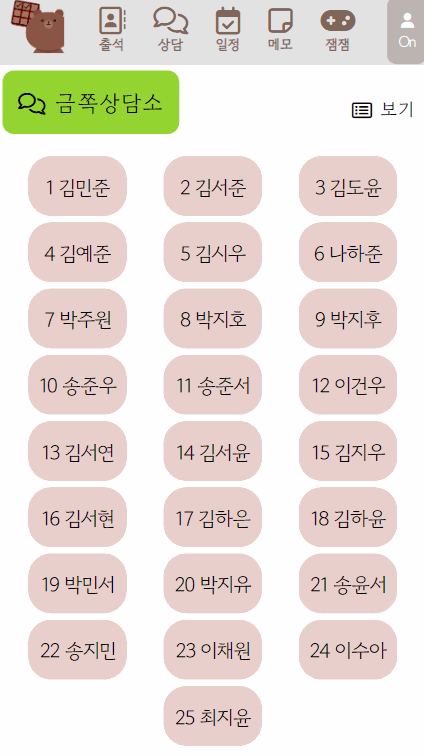 출석 상담 일정 메모 잼잼 On
금쪽상담소
보기
1 김민준 2 김서준 3 김도윤
4 김예준 5 김시우 6 나하준
7 박주원 8 박지호 9 박지후
10 송준우 11 송준서 12 이건우
13 김서연 14 김서윤 15 김지우
16 김서현 17 김하은 18 김하윤
19 박민서 20 박지유 21 송윤서
22 송지민 23 이채원 24 이수아
25 최지윤